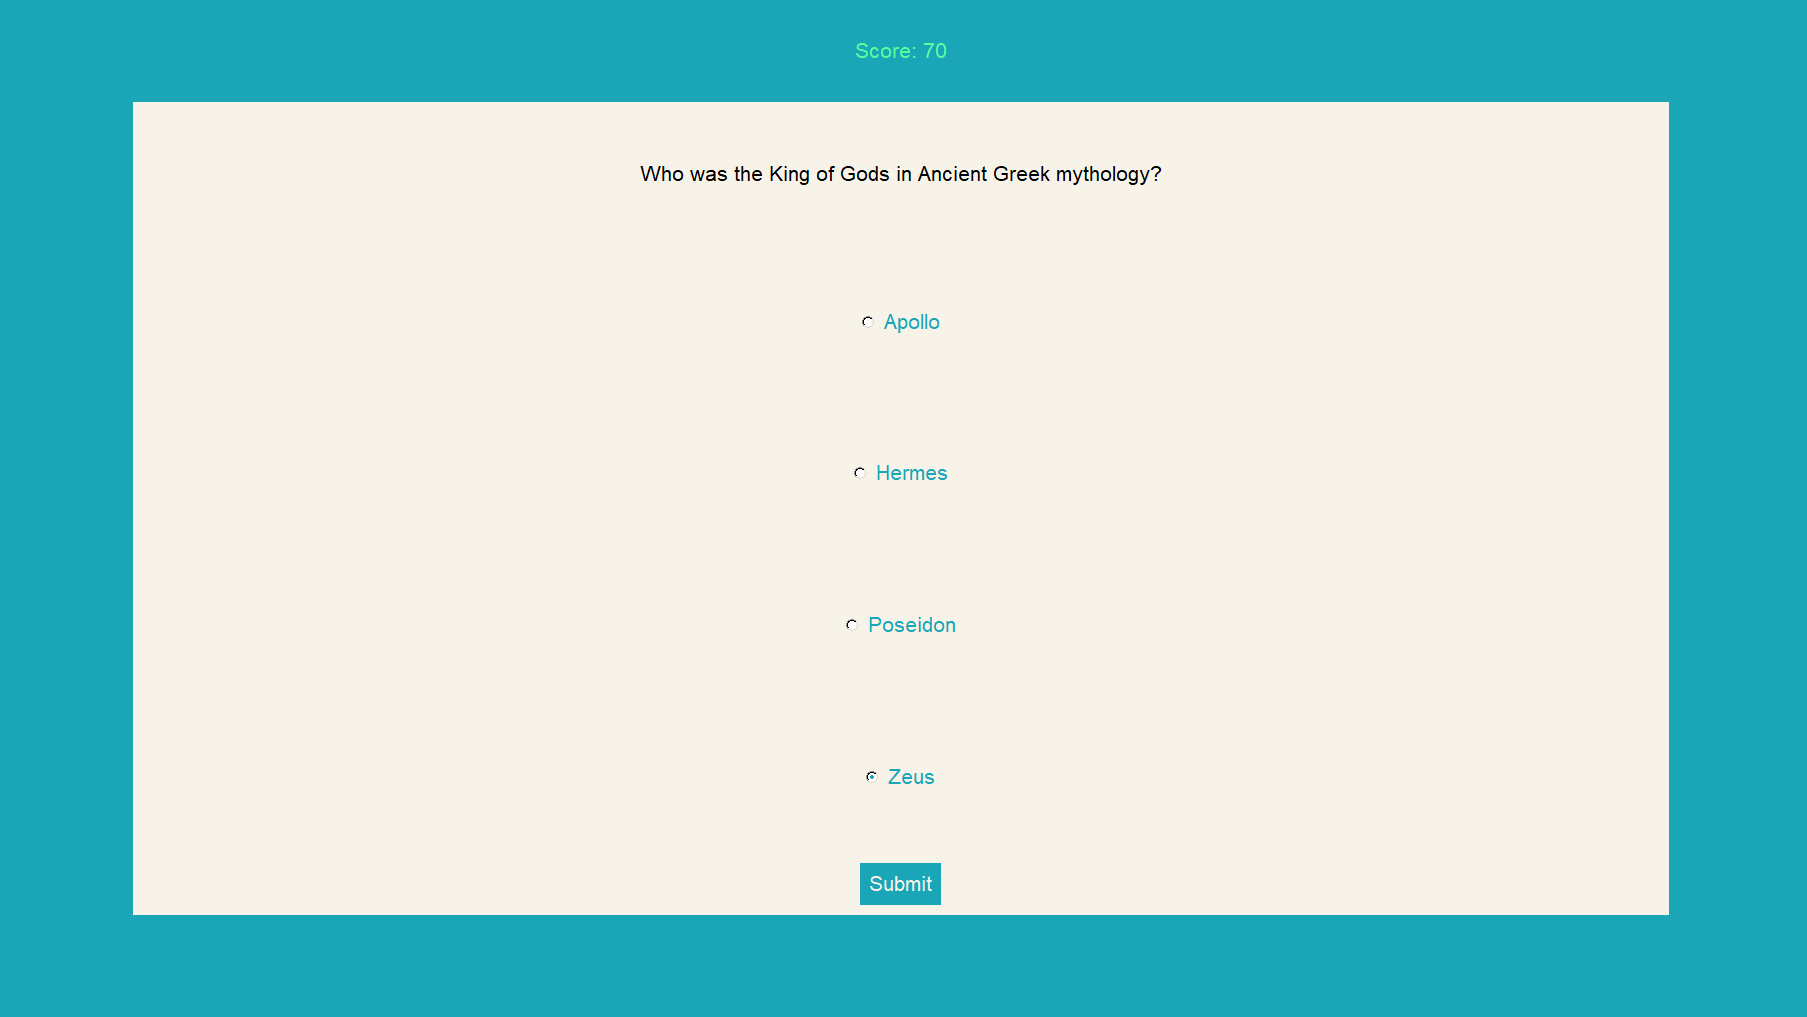 Score: 70
Who was the King of Gods in Ancient Greek mythology?
Apollo
Hermes
Poseidon
Zeus
Submit